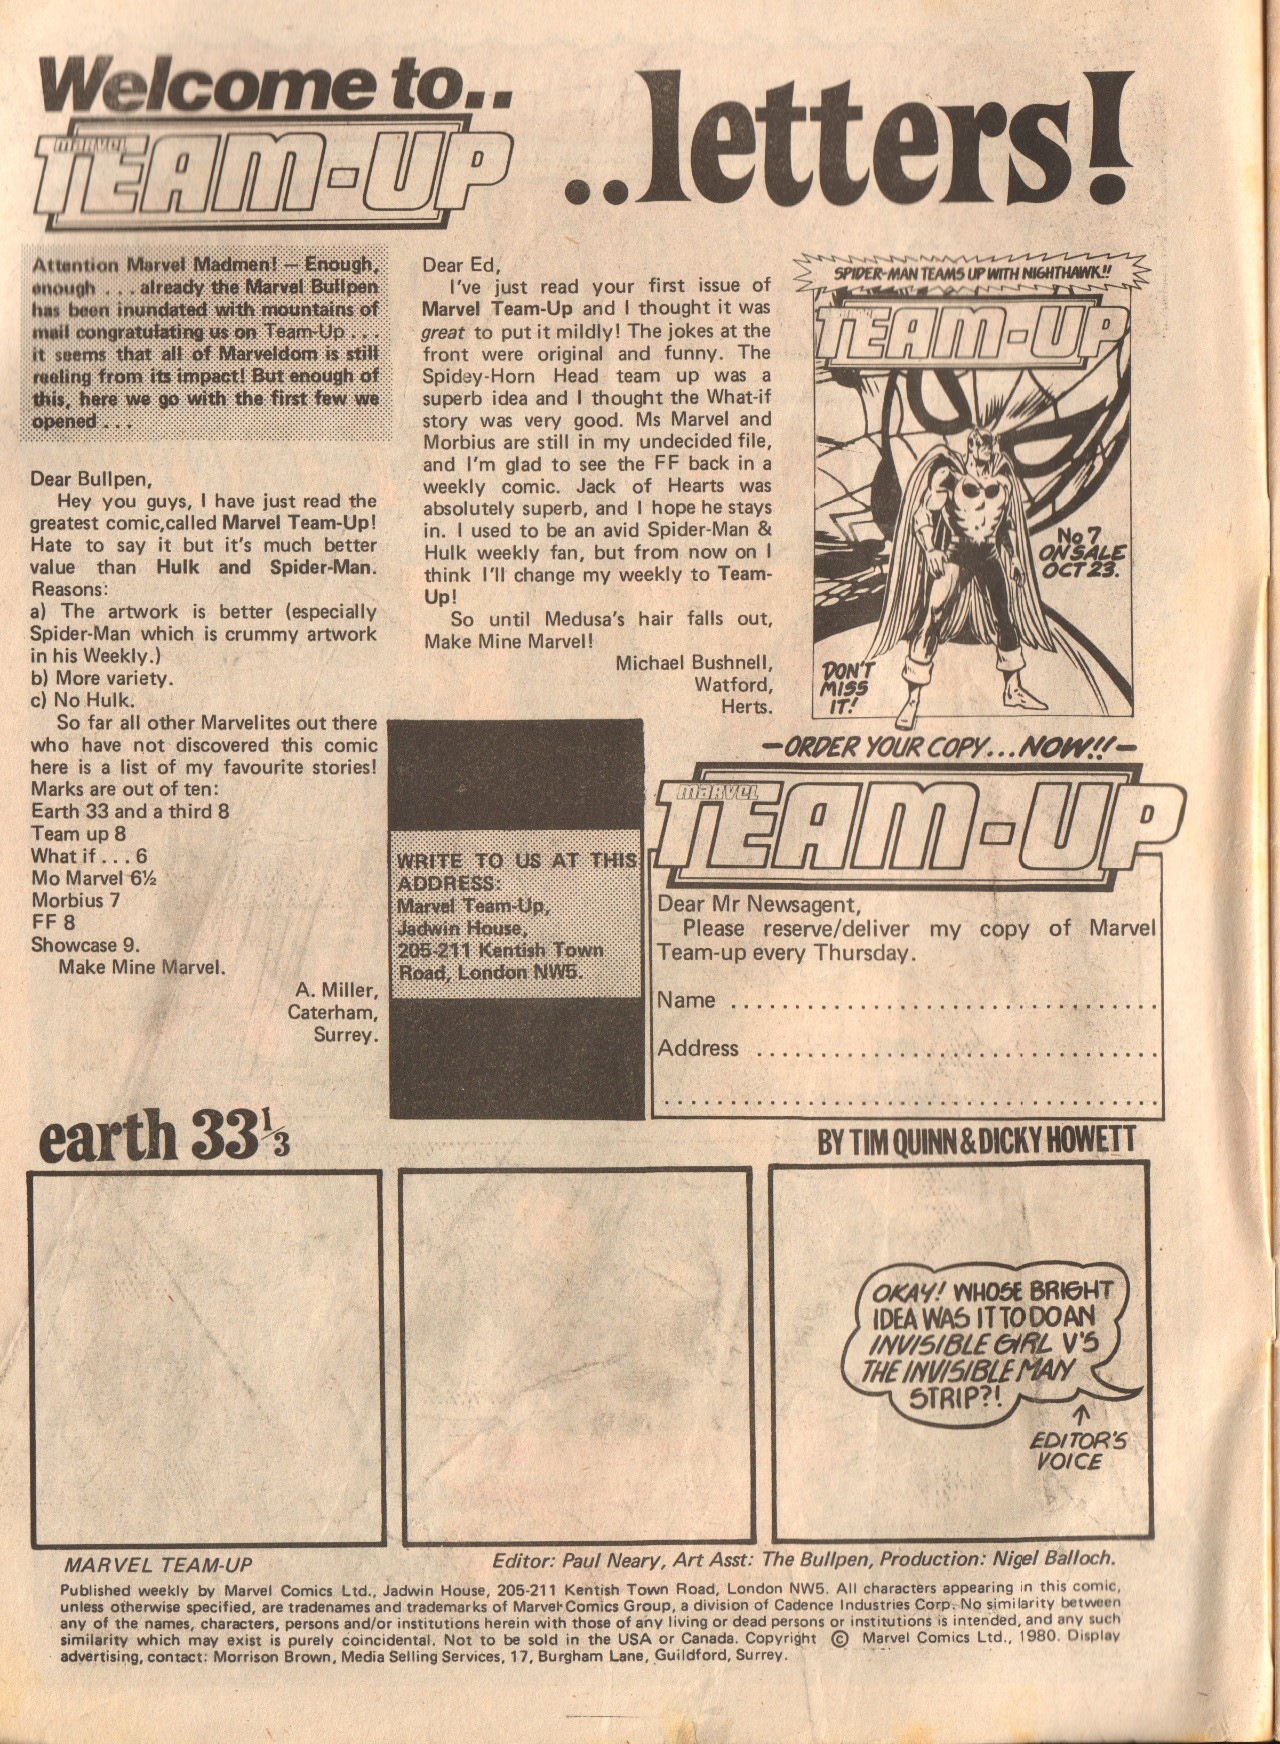 Welcome to..
marvel
TEAM-UP
..letters!
Attention Marvel Madmen! — Enough,
enough . . . already the Marvel Bullpen
has been inundated with mountains of
mail congratulating us on Team-Up . . .
it seems that all of Marveldom is still
reeling from its impact! But enough of
this, here we go with the first few we
opened . . .
Dear Bullpen,
Hey you guys, I have just read the
greatest comic,called Marvel Team-Up!
Hate to say it but it's much better
value than Hulk and Spider-Man.
Reasons:
a) The artwork is better (especially
Spider-Man which is crummy artwork
in his Weekly.)
b) More variety.
c) No Hulk.
So far all other Marvelites out there
who have not discovered this comic
here is a list of my favourite stories!
Marks are out of ten:
Earth 33 and a third 8
Team up 8
What if . . . 6
Mo Marvel 6½
Morbius 7
FF 8
Showcase 9.
Make Mine Marvel.
A. Miller,
Caterham,
Surrey.
Dear Ed,
I've just read your first issue of
Marvel Team-Up and I thought it was
great to put it mildly! The jokes at the
front were original and funny. The
Spidey-Horn Head team up was a
superb idea and I thought the What-if
story was very good. Ms Marvel and
Morbius are still in my undecided file,
and I'm glad to see the FF back in a
weekly comic. Jack of Hearts was
absolutely superb, and I hope he stays
in. I used to be an avid Spider-Man &
Hulk weekly fan, but from now on I
think I'll change my weekly to Team-
Up!
So until Medusa's hair falls out,
Make Mine Marvel!
Michael Bushnell,
Watford,
Herts.
WRITE TO US AT THIS
ADDRESS:
Marvel Team-Up,
Jadwin House,
205-211 Kentish Town
Road, London NW5.
SPIDER-MAN TEAMS UP WITH NIGHTHAWK!!
TEAM-UP
No 7
ON SALE
OCT 23.
DON'T
MISS
IT!
—ORDER YOUR COPY...NOW!!—
marvel
TEAM-UP
Dear Mr Newsagent,
Please reserve/deliver my copy of Marvel
Team-up every Thursday.
Name
Address
earth 33⅓
BY TIM QUINN & DICKY HOWETT
OKAY! WHOSE BRIGHT
IDEA WAS IT TO DO AN
INVISIBLE GIRL V'S
THE INVISIBLE MAN
STRIP?!
EDITOR'S
VOICE
MARVEL TEAM-UP
Editor: Paul Neary, Art Asst: The Bullpen, Production: Nigel Balloch.
Published weekly by Marvel Comics Ltd., Jadwin House, 205-211 Kentish Town Road, London NW5. All characters appearing in this comic,
unless otherwise specified, are tradenames and trademarks of Marvel Comics Group, a division of Cadence Industries Corp. No similarity between
any of the names, characters, persons and/or institutions herein with those of any living or dead persons or institutions is intended, and any such
similarity which may exist is purely coincidental. Not to be sold in the USA or Canada. Copyright © Marvel Comics Ltd., 1980. Display
advertising, contact: Morrison Brown, Media Selling Services, 17, Burgham Lane, Guildford, Surrey.